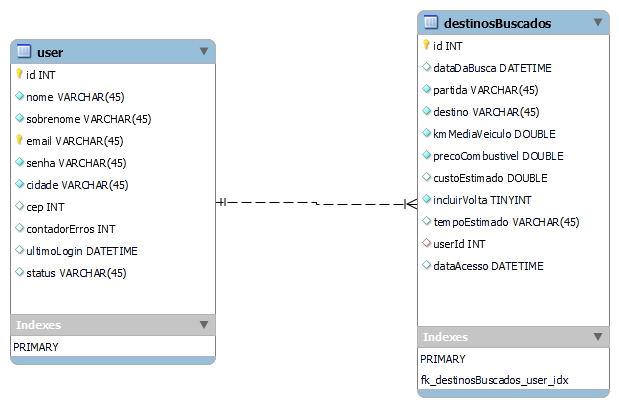 user
id INT
nome VARCHAR(45)
sobrenome VARCHAR(45)
email VARCHAR(45)
senha VARCHAR(45)
cidade VARCHAR(45)
cep INT
contadorErros INT
ultimoLogin DATETIME
status VARCHAR(45)
Indexes
PRIMARY
destinosBuscados
id INT
dataDaBusca DATETIME
partida VARCHAR(45)
destino VARCHAR(45)
kmMediaVeiculo DOUBLE
precoCombustivel DOUBLE
custoEstimado DOUBLE
incluirVolta TINYINT
tempoEstimado VARCHAR(45)
userId INT
dataAcesso DATETIME
Indexes
PRIMARY
fk_destinosBuscados_user_idx